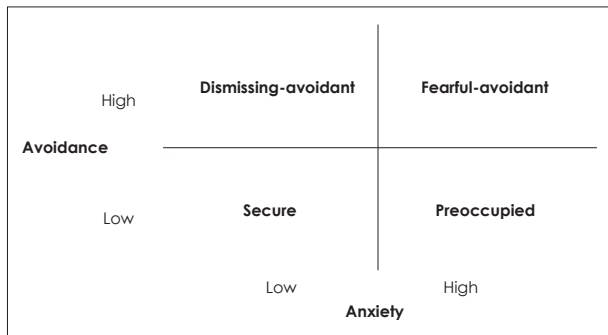 Dismissing-avoidant Fearful-avoidant
High
Avoidance
Secure Preoccupied
Low
Low High
Anxiety